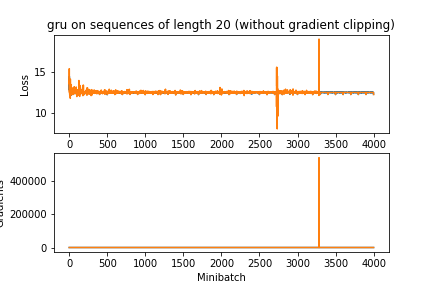 gru on sequences of length 20 (without gradient clipping)
Loss
15
10
0 500 1000 1500 2000 2500 3000 3500 4000
Gradients
400000
200000
0
0 500 1000 1500 2000 2500 3000 3500 4000
Minibatch